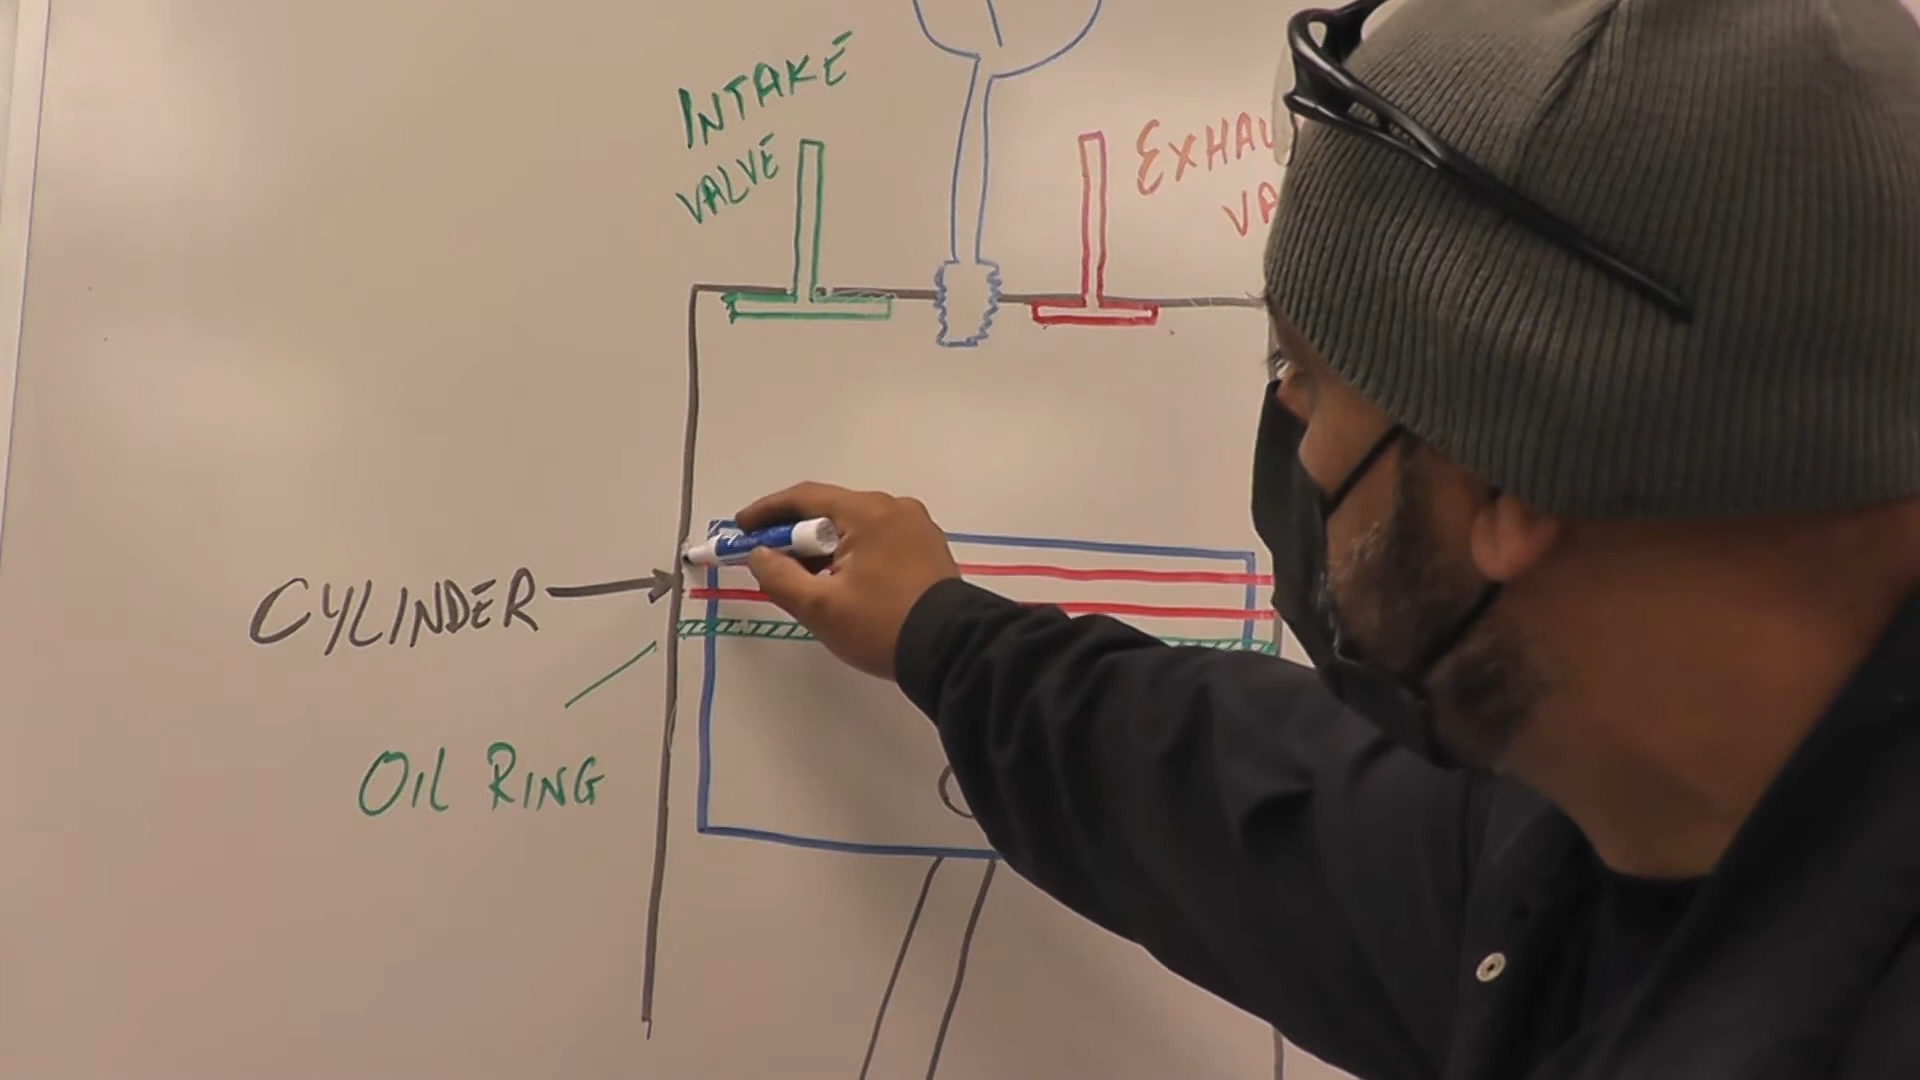 INTAKE
VALVE
EXHAU
VA
CYLINDER
OIL RING